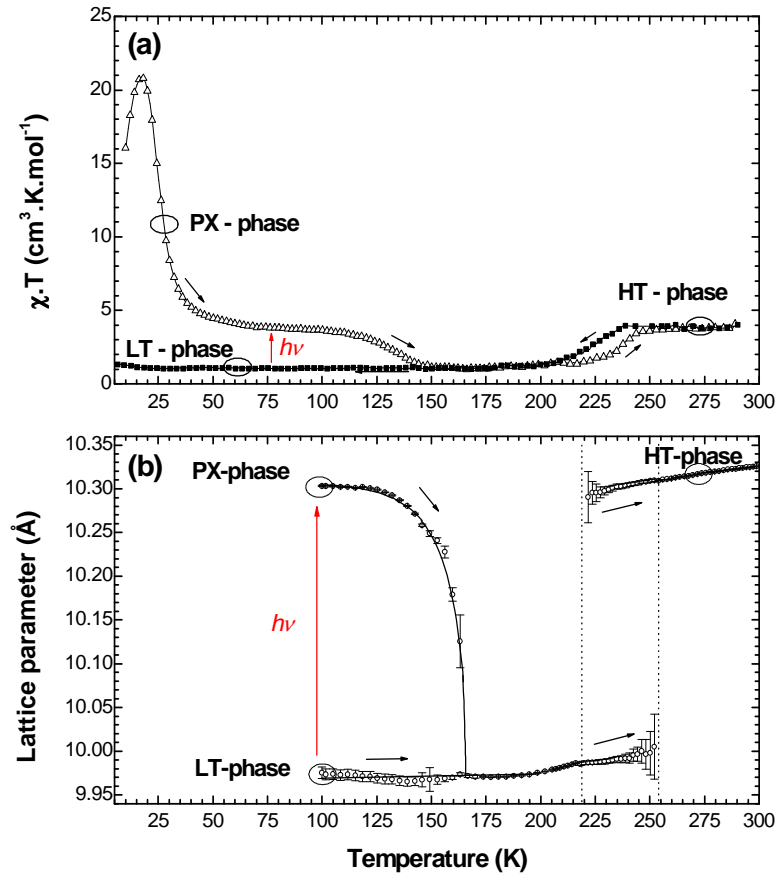 (a)
25
20
15
10
5
0
χ.T (cm³.K.mol⁻¹)
PX - phase
HT - phase
LT - phase
hν
25 50 75 100 125 150 175 200 225 250 275 300
(b)
10.35
10.30
10.25
10.20
10.15
10.10
10.05
10.00
9.95
Lattice parameter (Å)
PX-phase
HT-phase
hν
LT-phase
25 50 75 100 125 150 175 200 225 250 275 300
Temperature (K)